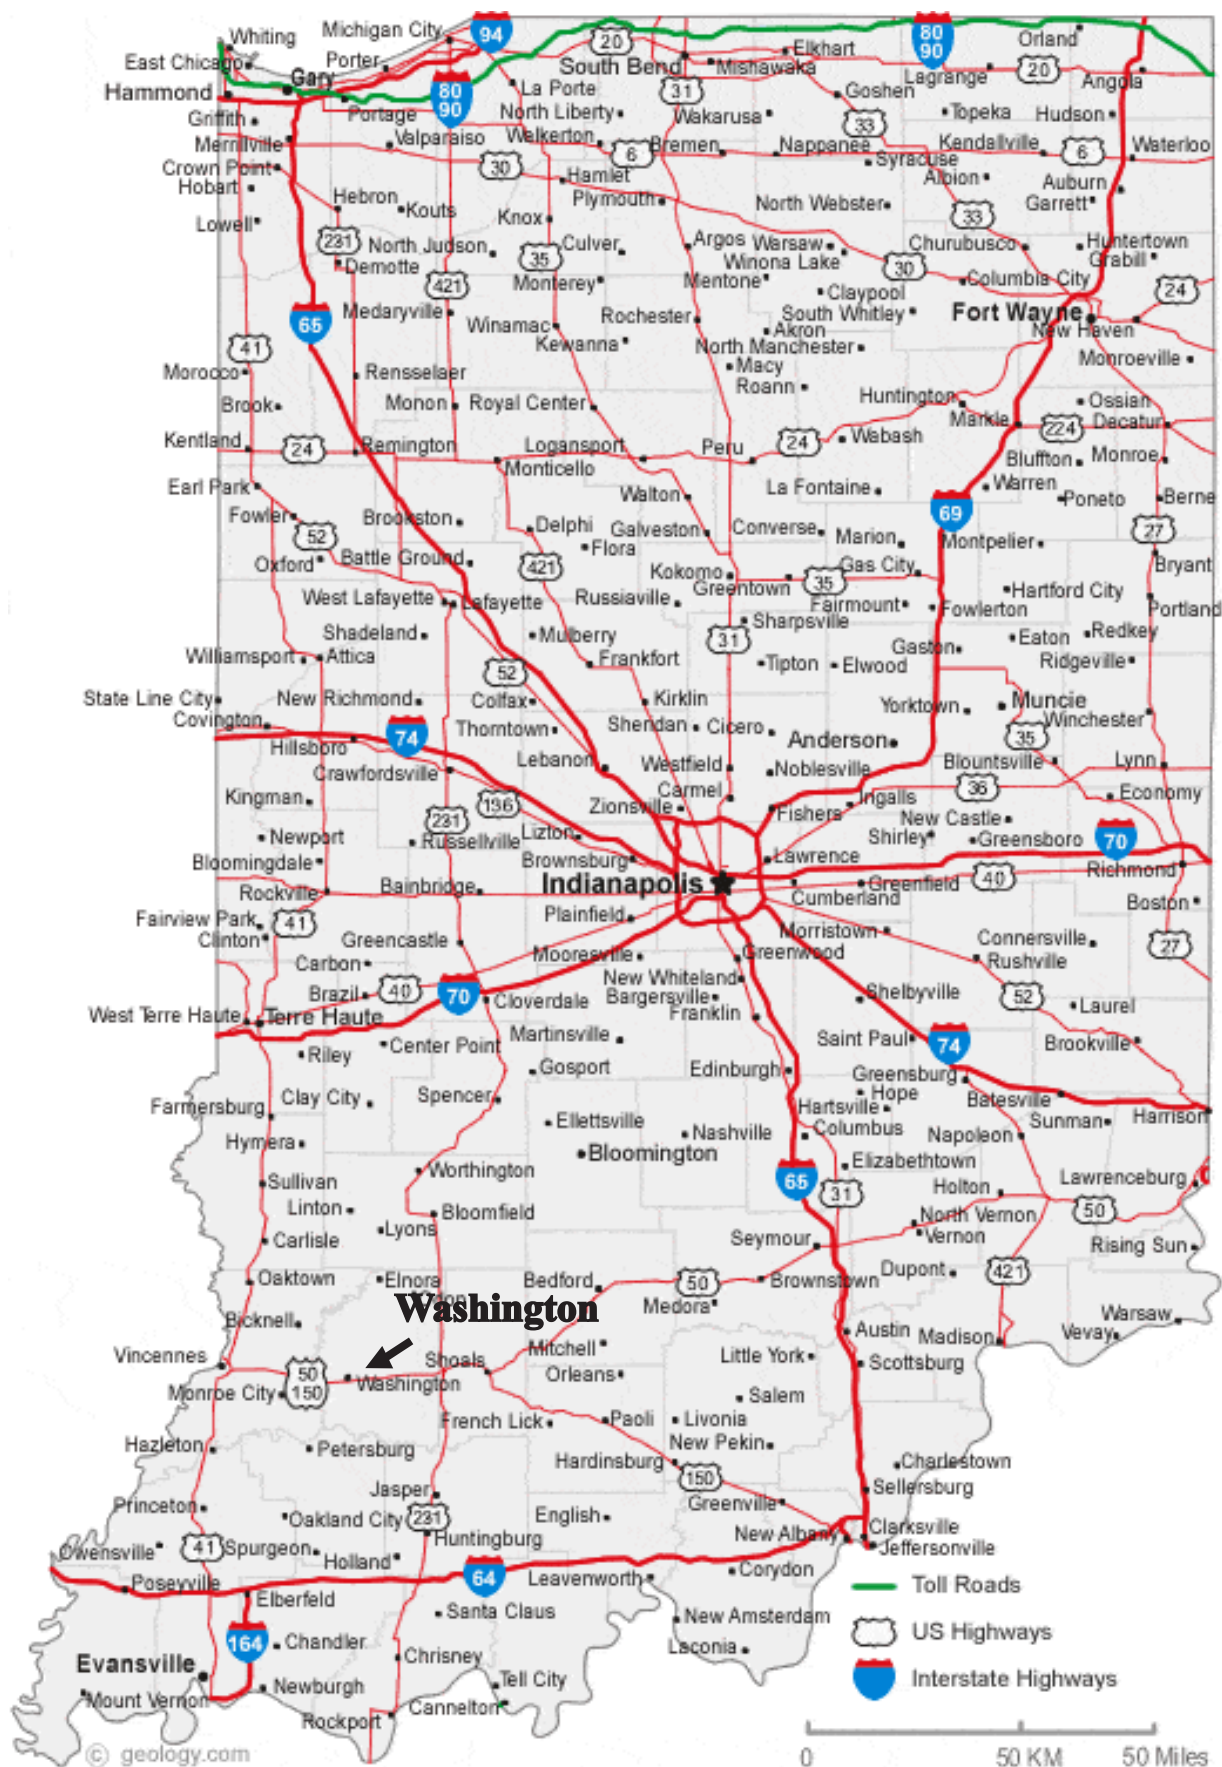 Michigan City
94
80
90
Whiting
20
Orland
East Chicago
Porter
Elkhart
South Bend
Mishawaka
Lagrange
20
Angola
Gary
80
90
La Porte
31
Goshen
Hammond
Portage
North Liberty
Wakarusa
Topeka
Hudson
Griffith
33
Merrillville
Valparaiso
Walkerton
6
Bremen
Nappanee
Kendallville
6
Waterloo
Crown Point
30
Hamlet
Syracuse
Albion
Hobart
Hebron
Kouts
Plymouth
North Webster
Auburn
Garrett
Lowell
Knox
33
231
North Judson
35
Culver
Argos
Warsaw
Churubusco
Huntertown
Demotte
Winona Lake
30
Grabill
421
Monterey
Mentone
Claypool
Columbia City
24
65
Medaryville
Winamac
Rochester
South Whitley
Fort Wayne
Akron
New Haven
41
Kewanna
North Manchester
Monroeville
Morocco
Rensselaer
Macy
Roann
Brook
Monon
Royal Center
Huntington
Ossian
Markle
224
Decatur
Kentland
24
Remington
Logansport
Peru
24
Wabash
Monticello
Bluffton
Monroe
Earl Park
Walton
La Fontaine
Warren
Poneto
Berne
Fowler
Brookston
Delphi
Galveston
Converse
69
27
52
Flora
Marion
Montpelier
Oxford
Battle Ground
421
Kokomo
35
Gas City
Bryant
Greentown
West Lafayette
Lafayette
Russiaville
Fairmount
Fowlerton
Hartford City
Portland
Sharpsville
Shadeland
Mulberry
31
Gaston
Eaton
Redkey
Williamsport
Attica
Frankfort
Tipton
Elwood
Ridgeville
52
State Line City
New Richmond
Colfax
Kirklin
Yorktown
Muncie
Covington
74
Thorntown
Sheridan
Cicero
Anderson
35
Winchester
Hillsboro
Lebanon
Westfield
Noblesville
Blountsville
Lynn
Crawfordsville
Carmel
36
Kingman
136
Zionsville
Fishers
Ingalls
Economy
231
New Castle
Newport
Russellville
Lizton
Shirley
Greensboro
70
Bloomingdale
Brownsburg
Lawrence
Richmond
Rockville
Bainbridge
Indianapolis
Cumberland
Greenfield
40
Boston
Fairview Park
41
Plainfield
Clinton
Greencastle
Morristown
Connersville
27
Carbon
Mooresville
Greenwood
Rushville
Brazil
40
70
Cloverdale
New Whiteland
Bargersville
Shelbyville
52
Laurel
West Terre Haute
Terre Haute
Franklin
Martinsville
Saint Paul
74
Brookville
Riley
Center Point
Gosport
Edinburgh
Greensburg
Clay City
Spencer
Hope
Batesville
Farmersburg
Hartsville
Sunman
Harrison
Hymera
Ellettsville
Nashville
Columbus
Napoleon
Bloomington
Elizabethtown
Sullivan
Worthington
65
31
Holton
Lawrenceburg
Linton
Lyons
Bloomfield
North Vernon
50
Carlisle
Seymour
Vernon
Rising Sun
Oaktown
Elnora
Bedford
50
Brownstown
Dupont
421
Washington
Medora
Bicknell
Austin
Madison
Warsaw
Vevay
Vincennes
Shoals
Mitchell
Little York
Scottsburg
50
150
Washington
Orleans
Monroe City
Salem
French Lick
Paoli
Livonia
Hazleton
Petersburg
New Pekin
Hardinsburg
Charlestown
Jasper
150
Sellersburg
Princeton
Oakland City
231
English
Greenville
Clarksville
Owensville
41
Spurgeon
Huntingburg
New Albany
Jeffersonville
Holland
64
Leavenworth
Corydon
Poseyville
Toll Roads
Elberfeld
Santa Claus
New Amsterdam
US Highways
164
Chandler
Laconia
Evansville
Chrisney
Interstate Highways
Mount Vernon
Newburgh
Tell City
Cannelton
Rockport
© geology.com
0
50 KM
50 Miles